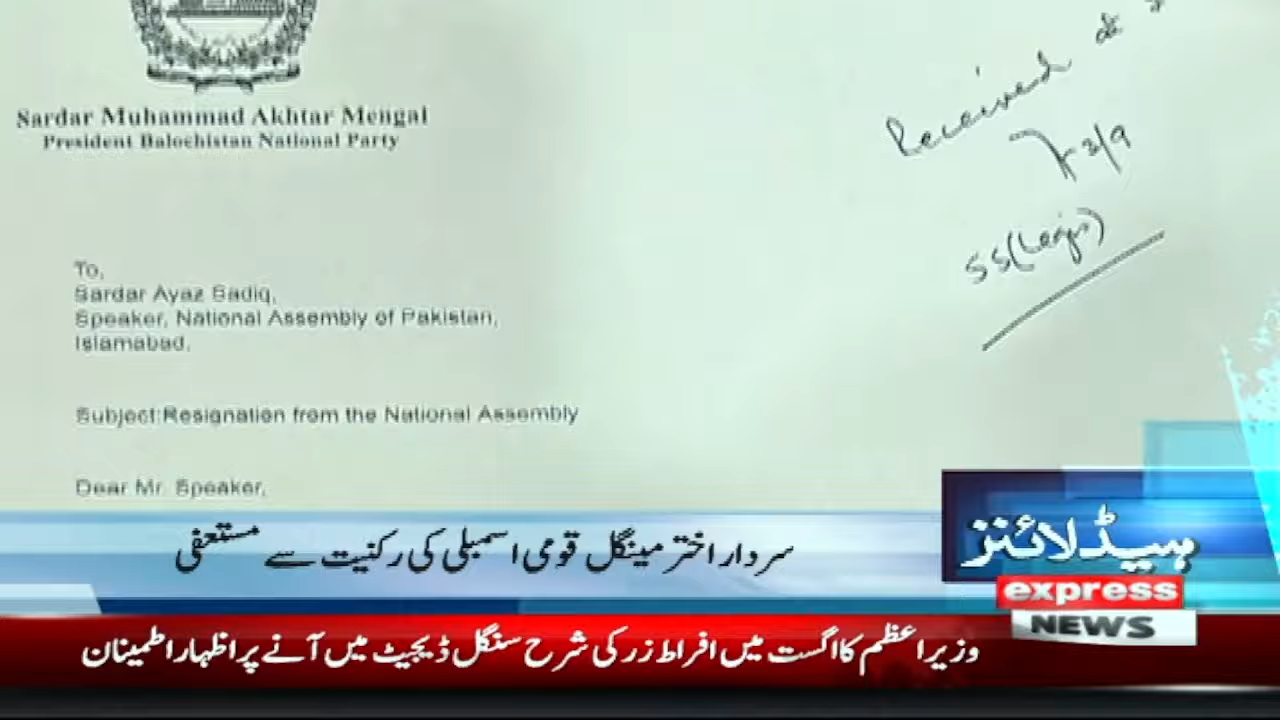 Sardar Muhammad Akhtar Mengal
President Balochistan National Party
Received
3/9
SS(Legis)
To,
Sardar Ayaz Sadiq,
Speaker, National Assembly of Pakistan,
Islamabad.
Subject:Resignation from the National Assembly
Dear Mr. Speaker,
سردار اختر مینگل قومی اسمبلی کی رکنیت سے مستعفی
ہیڈلائنز
express
NEWS
وزیراعظم کا اگست میں افراط زر کی شرح سنگل ڈیجیٹ میں آنے پر اظہار اطمینان